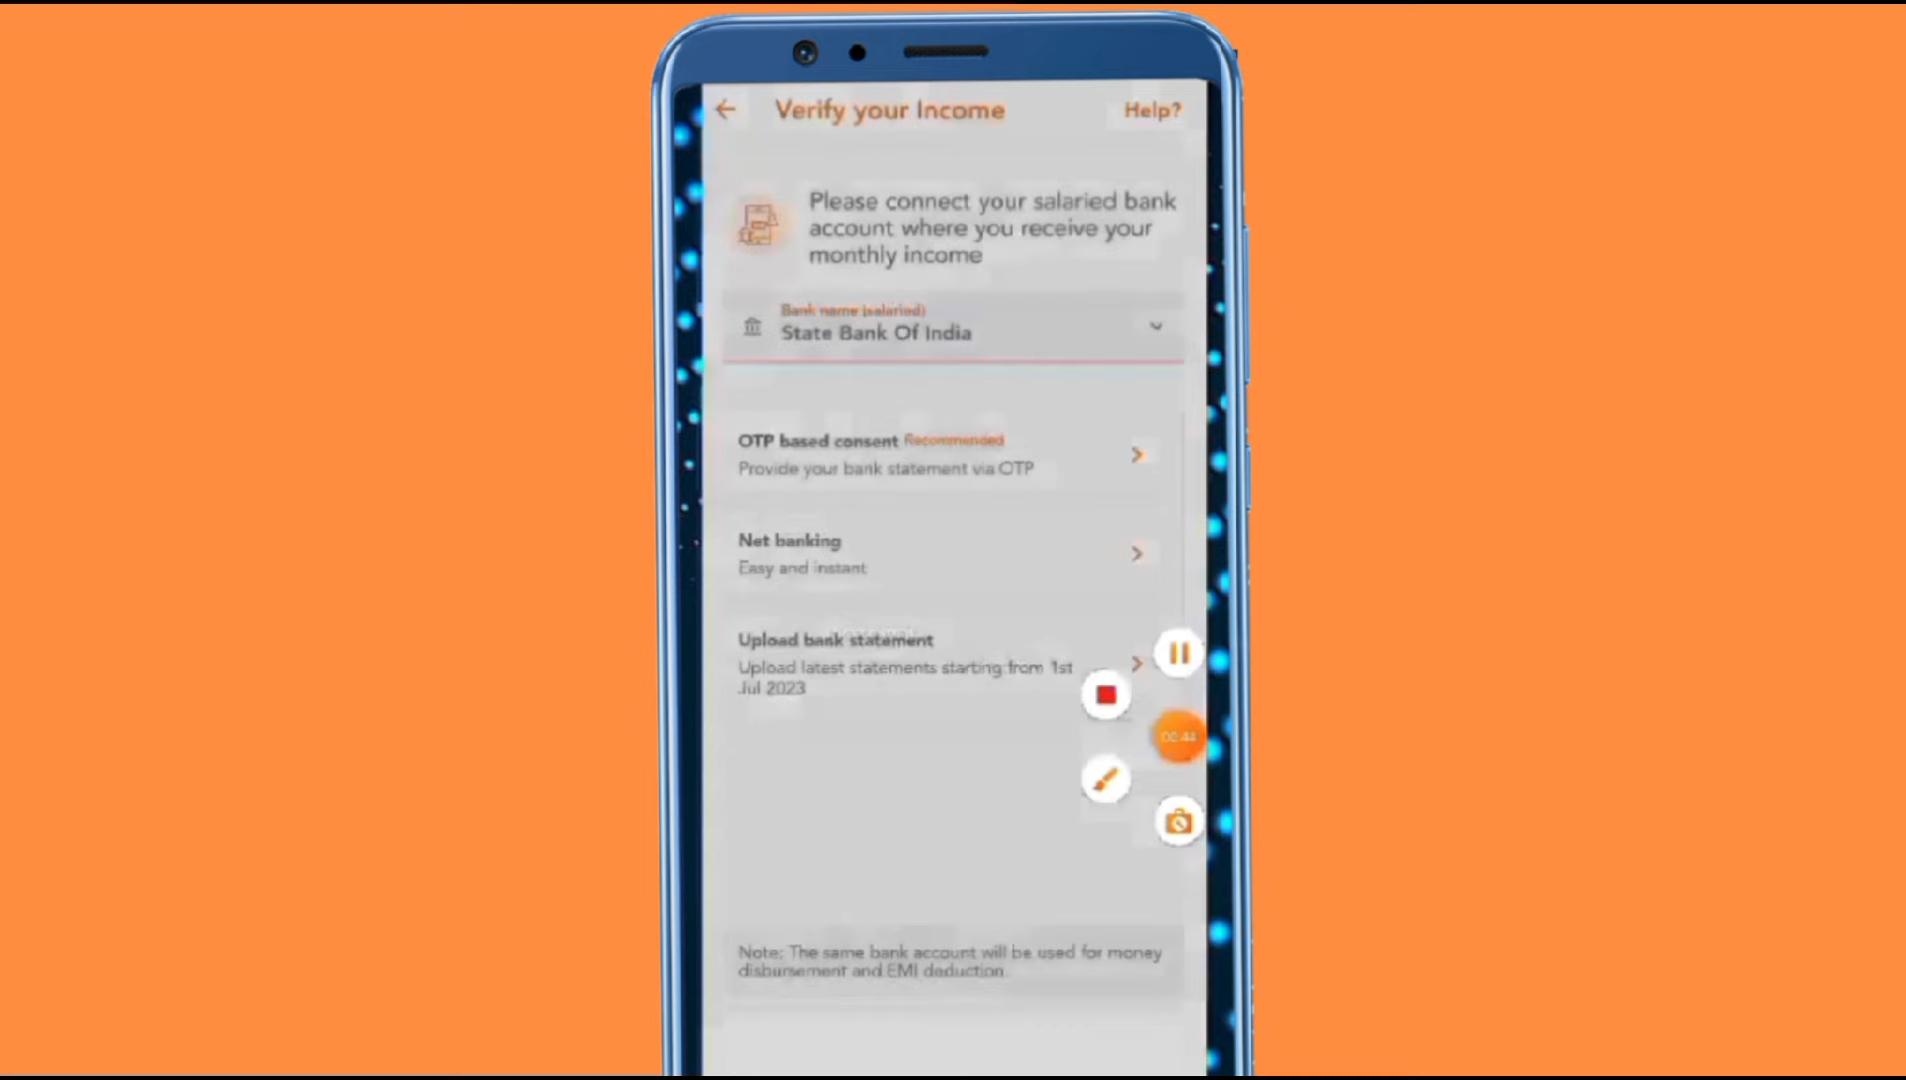 Verify your Income
Help?
Please connect your salaried bank
account where you receive your
monthly income
Bank name (salaried)
State Bank Of India
OTP based consent Recommended
Provide your bank statement via OTP
Net banking
Easy and instant
Upload bank statement
Upload latest statements starting from 1st
Jul 2023
00:44
Note: The same bank account will be used for money
disbursement and EMI deduction.